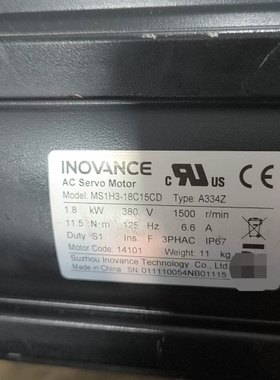 INOVANCE
AC Servo Motor
Model: MS1H3-18C15CD Type: A334Z
1.8 kW 380 V 1500 r/min
11.5 N·m 125 Hz 6.6 A
Duty S1 Ins. F 3PHAC IP67
Motor Code: 14101 Weight: 11 kg
Suzhou Inovance Technology Co., Ltd
Made in China SN: 011110054NB01115
c RU US